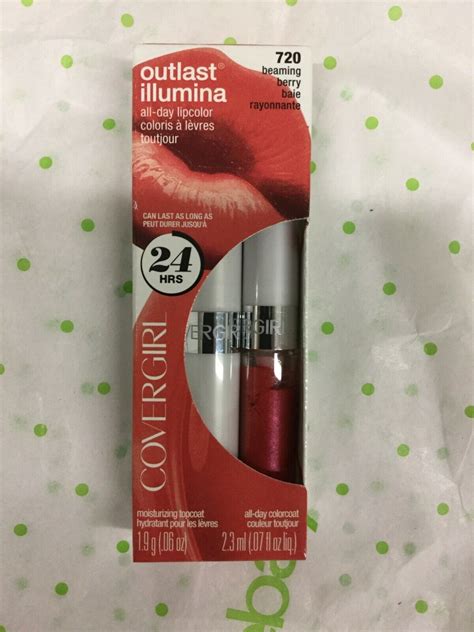 720
beaming
berry
baie
rayonnante
outlast®
illumina
all-day lipcolor
coloris à lèvres
toutjour
CAN LAST AS LONG AS
PEUT DURER JUSQU'À
24
HRS
COVERGIRL
VERGIR
GIRL
moisturizing topcoat
hydratant pour les lèvres
1.9 g (.06 oz)
all-day colorcoat
couleur toutjour
2.3 ml (.07 fl oz liq.)